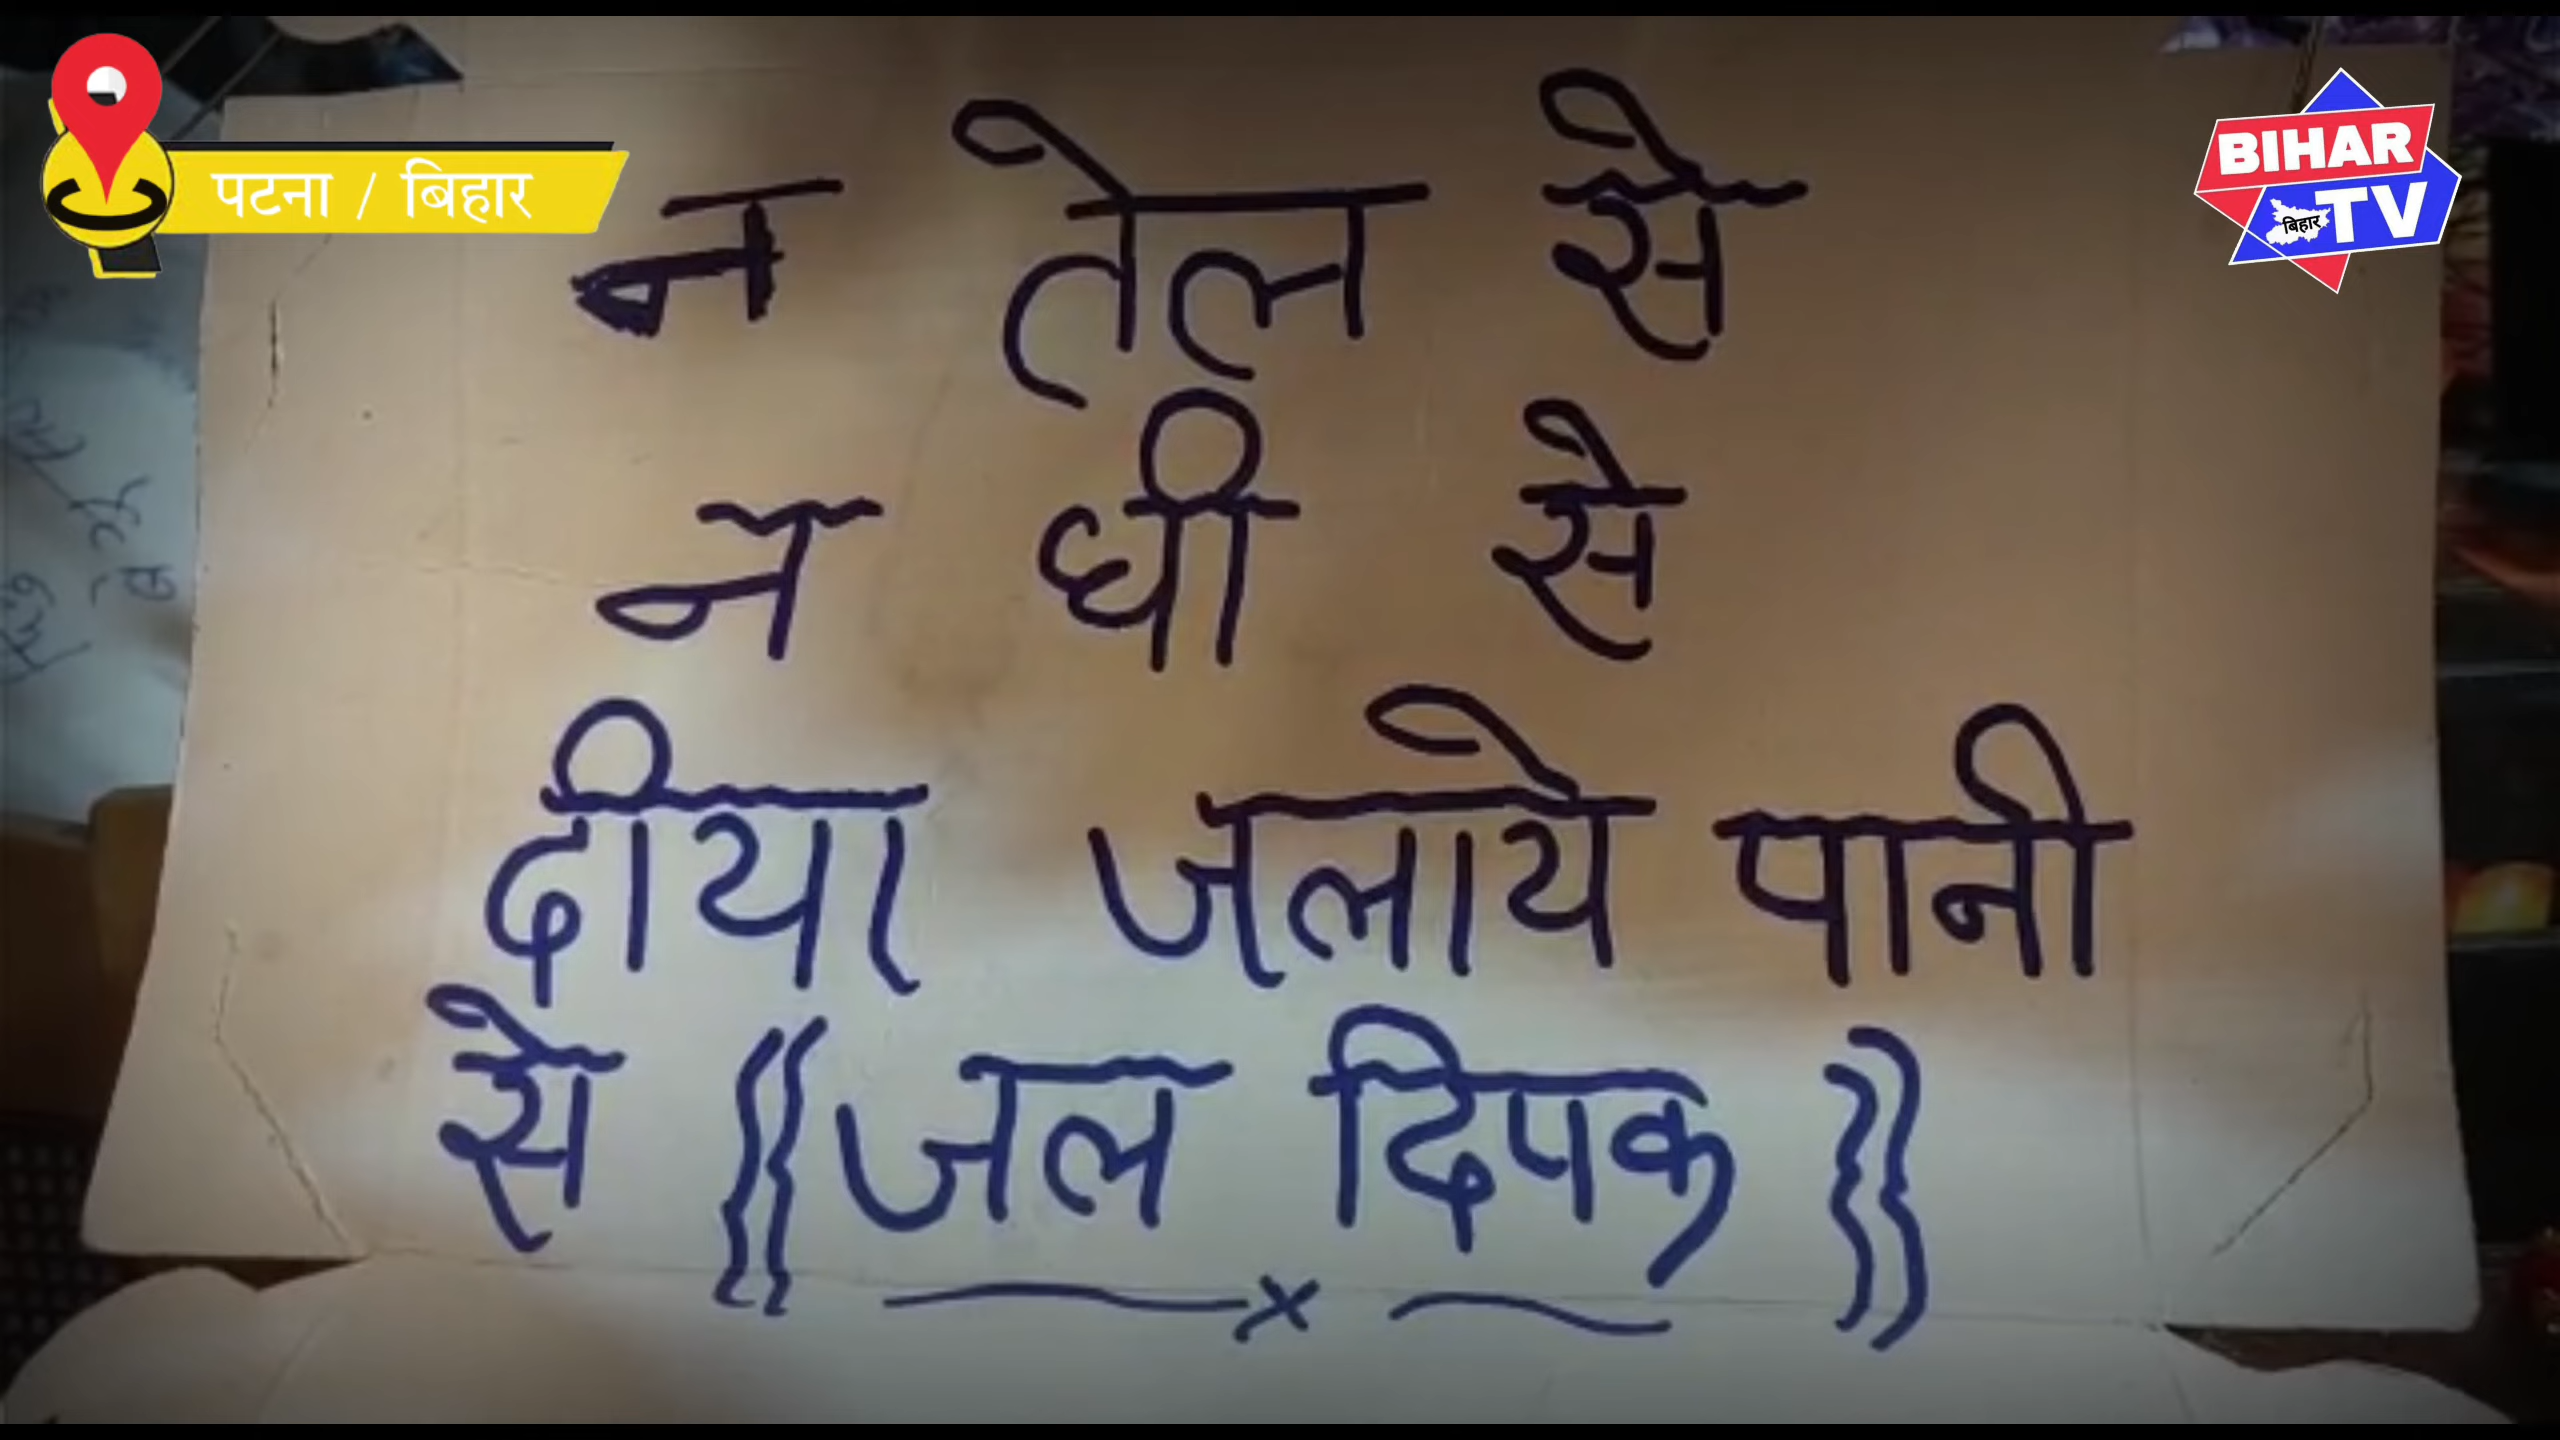 पटना / बिहार
BIHAR
TV
बिहार
न तेल से
न घी से
दीया जलाये पानी
से {{जल दिपक}}